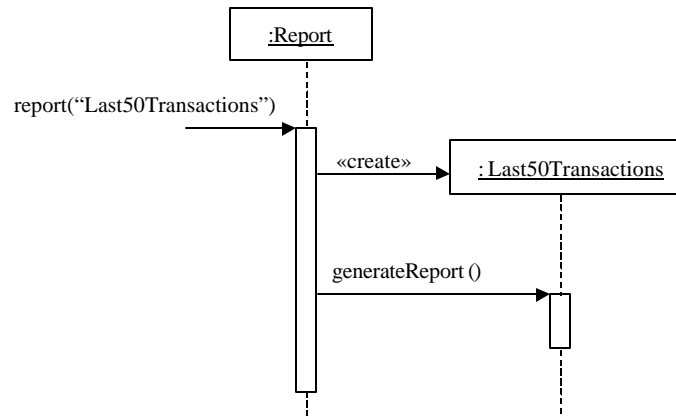 :Report
report(“Last50Transactions”)
«create»
: Last50Transactions
generateReport ()